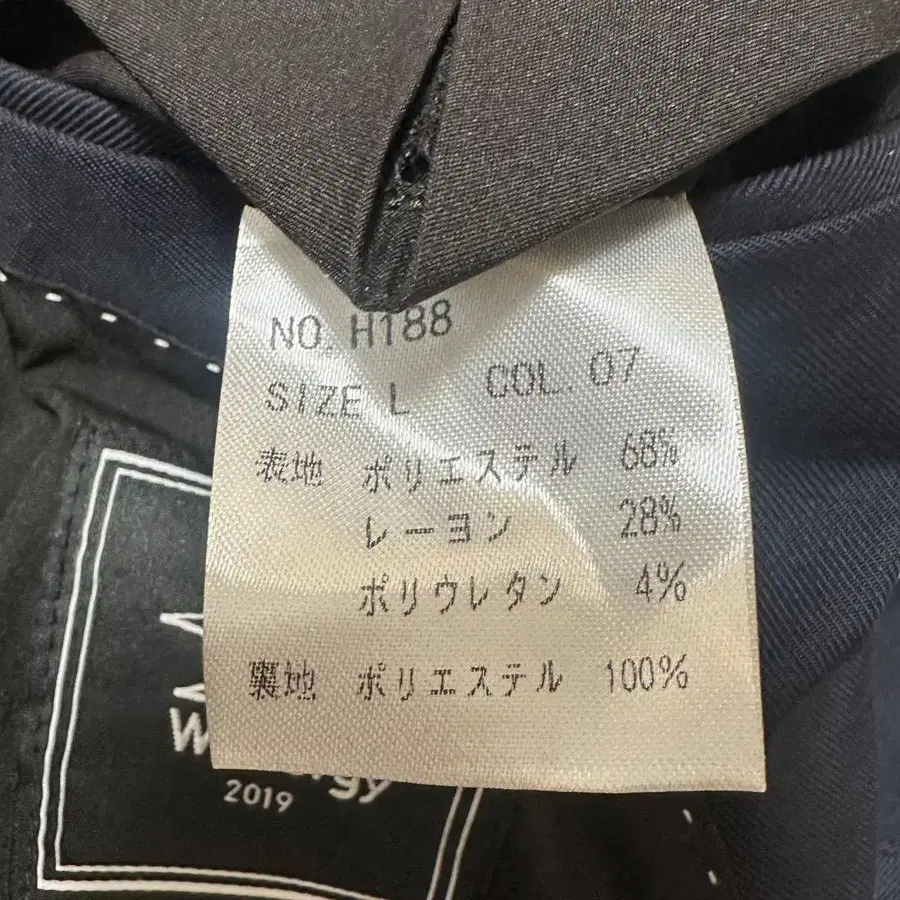 NO. H188
SIZE L COL. 07
表地 ポリエステル 68%
レーヨン 28%
ポリウレタン 4%
裏地 ポリエステル 100%
2019